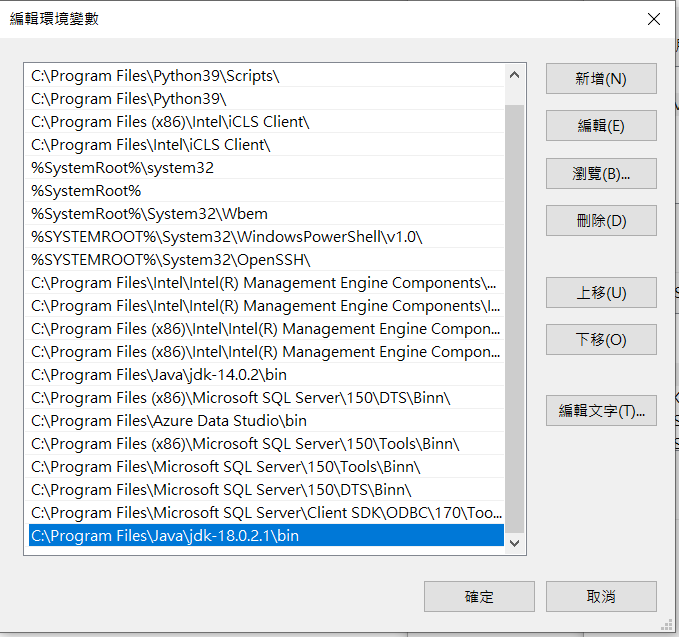 編輯環境變數
C:\Program Files\Python39\Scripts\
C:\Program Files\Python39\
C:\Program Files (x86)\Intel\iCLS Client\
C:\Program Files\Intel\iCLS Client\
%SystemRoot%\system32
%SystemRoot%
%SystemRoot%\System32\Wbem
%SYSTEMROOT%\System32\WindowsPowerShell\v1.0\
%SYSTEMROOT%\System32\OpenSSH\
C:\Program Files\Intel\Intel(R) Management Engine Components\...
C:\Program Files\Intel\Intel(R) Management Engine Components\I...
C:\Program Files (x86)\Intel\Intel(R) Management Engine Compon...
C:\Program Files (x86)\Intel\Intel(R) Management Engine Compon...
C:\Program Files\Java\jdk-14.0.2\bin
C:\Program Files (x86)\Microsoft SQL Server\150\DTS\Binn\
C:\Program Files\Azure Data Studio\bin
C:\Program Files (x86)\Microsoft SQL Server\150\Tools\Binn\
C:\Program Files\Microsoft SQL Server\150\Tools\Binn\
C:\Program Files\Microsoft SQL Server\150\DTS\Binn\
C:\Program Files\Microsoft SQL Server\Client SDK\ODBC\170\Too...
C:\Program Files\Java\jdk-18.0.2.1\bin
新增(N)
編輯(E)
瀏覽(B)...
刪除(D)
上移(U)
下移(O)
編輯文字(T)...
確定
取消